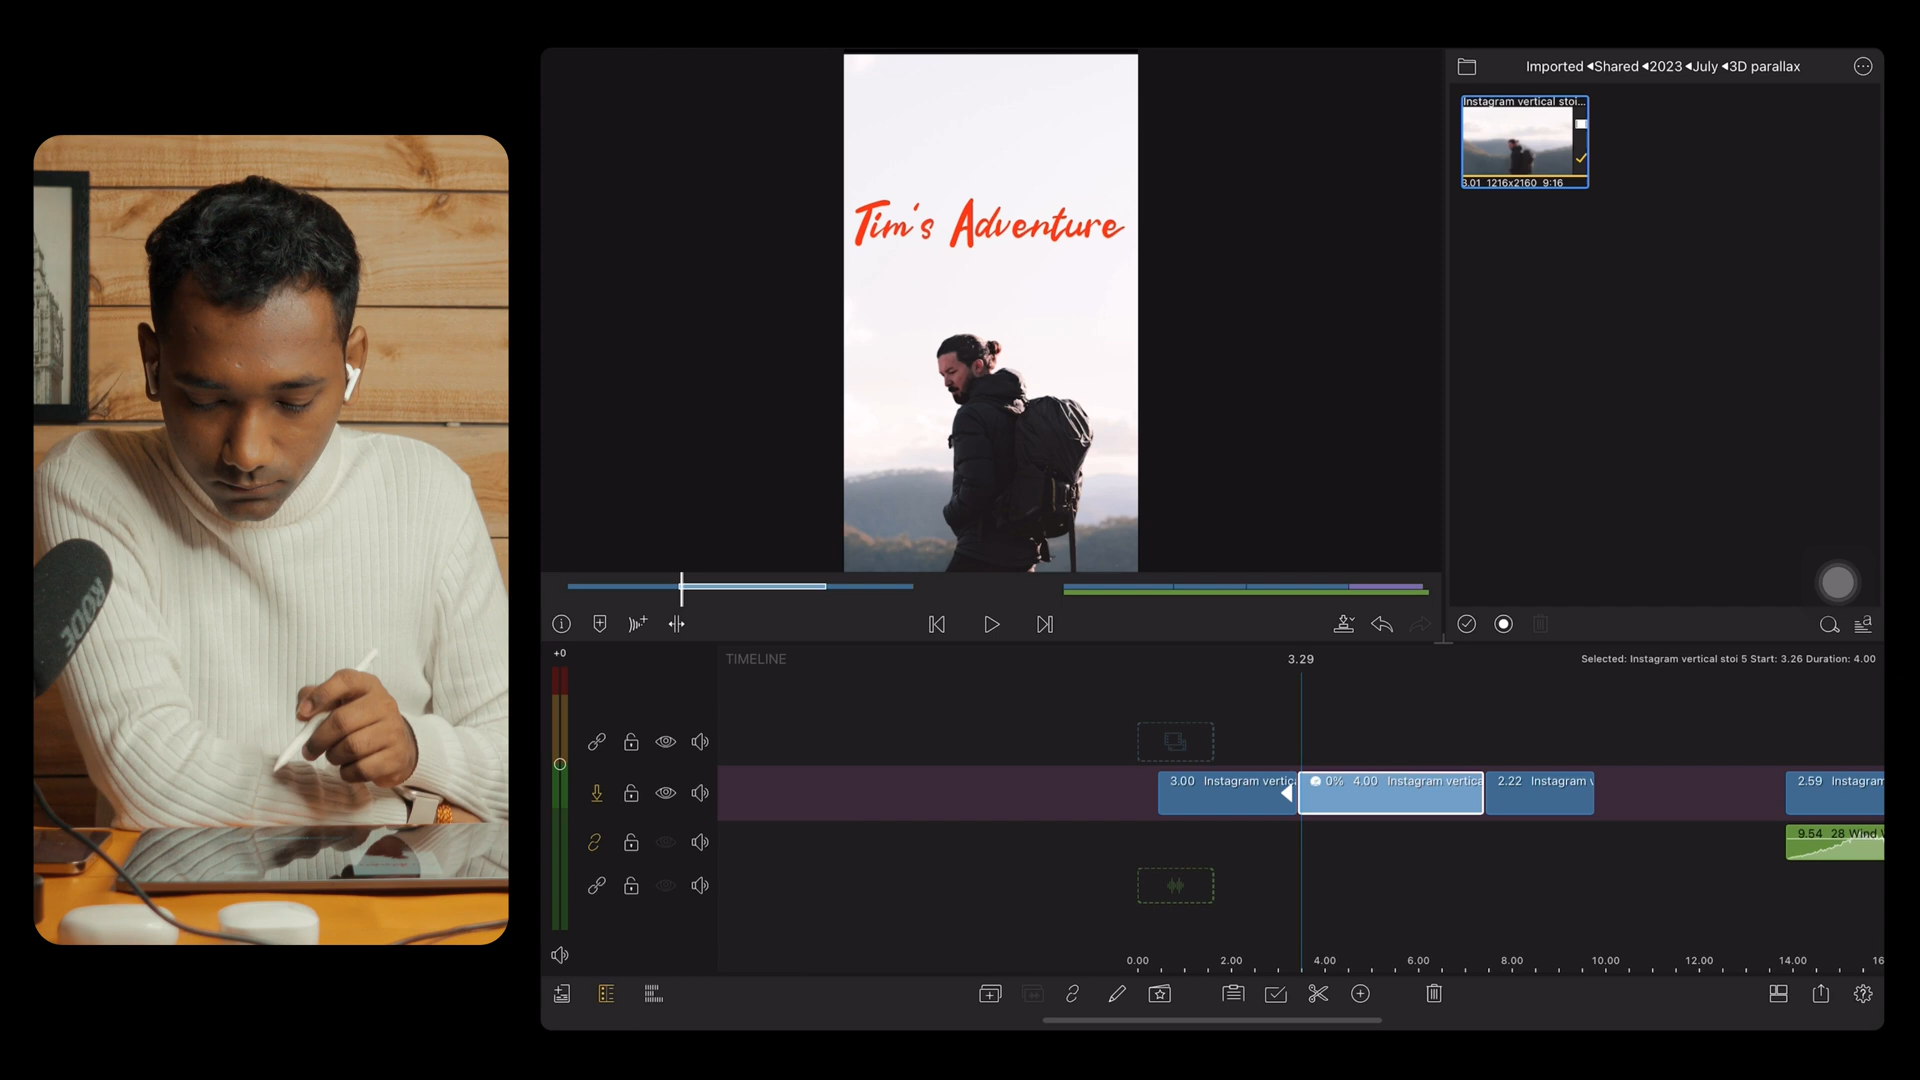 Imported ◂Shared ◂2023 ◂July ◂3D parallax
Instagram vertical stoi...
3.01 1216x2160 9:16
Tim's Adventure
RODE
+0
TIMELINE
3.29
Selected: Instagram vertical stoi 5 Start: 3.26 Duration: 4.00
3.00 Instagram vertic
0% 4.00 Instagram vertica
2.22 Instagram v
2.59 Instagram
9.54 28 Wind
0.00 2.00 4.00 6.00 8.00 10.00 12.00 14.00 16